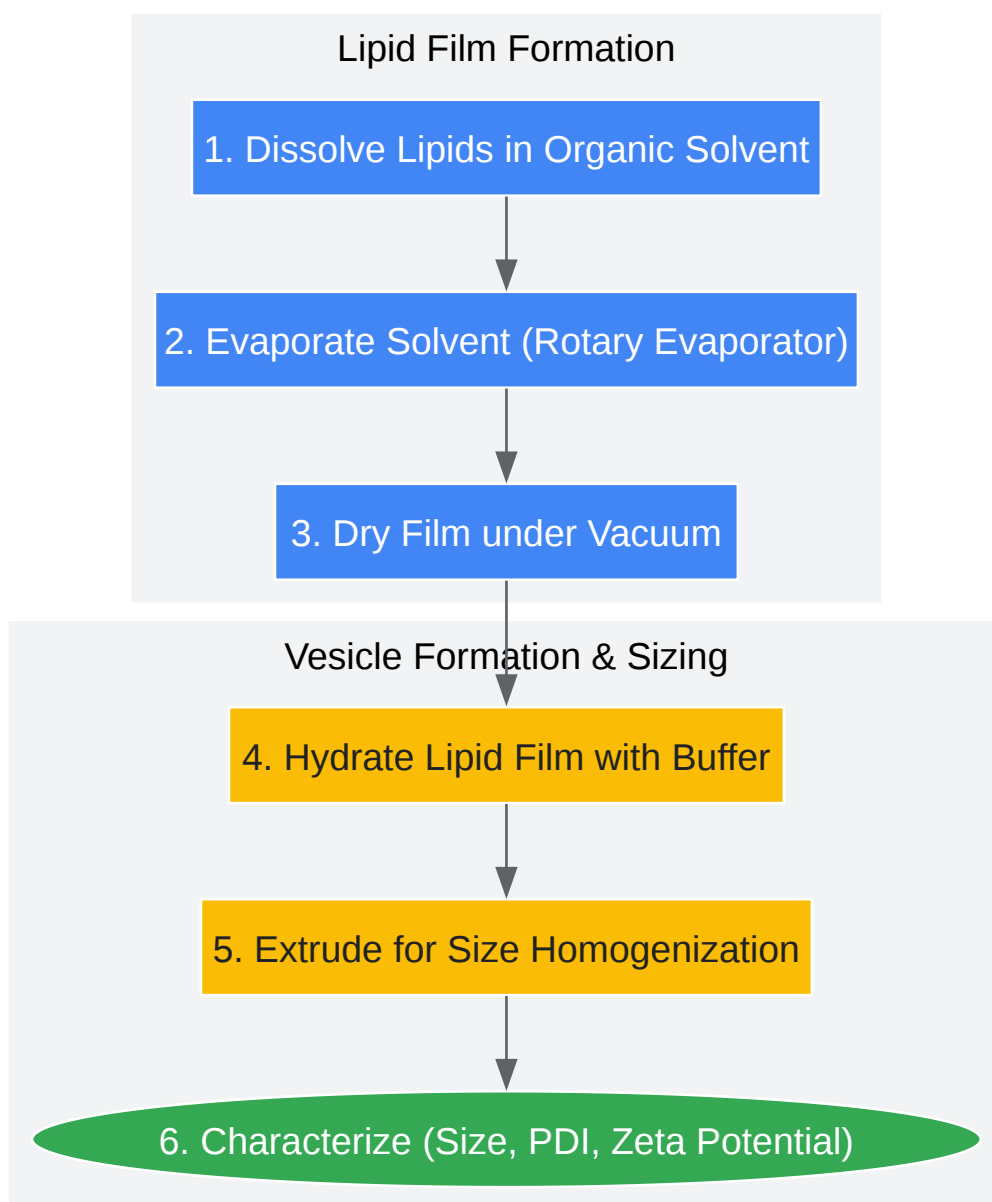 Lipid Film Formation
1. Dissolve Lipids in Organic Solvent
2. Evaporate Solvent (Rotary Evaporator)
3. Dry Film under Vacuum
Vesicle Formation & Sizing
4. Hydrate Lipid Film with Buffer
5. Extrude for Size Homogenization
6. Characterize (Size, PDI, Zeta Potential)